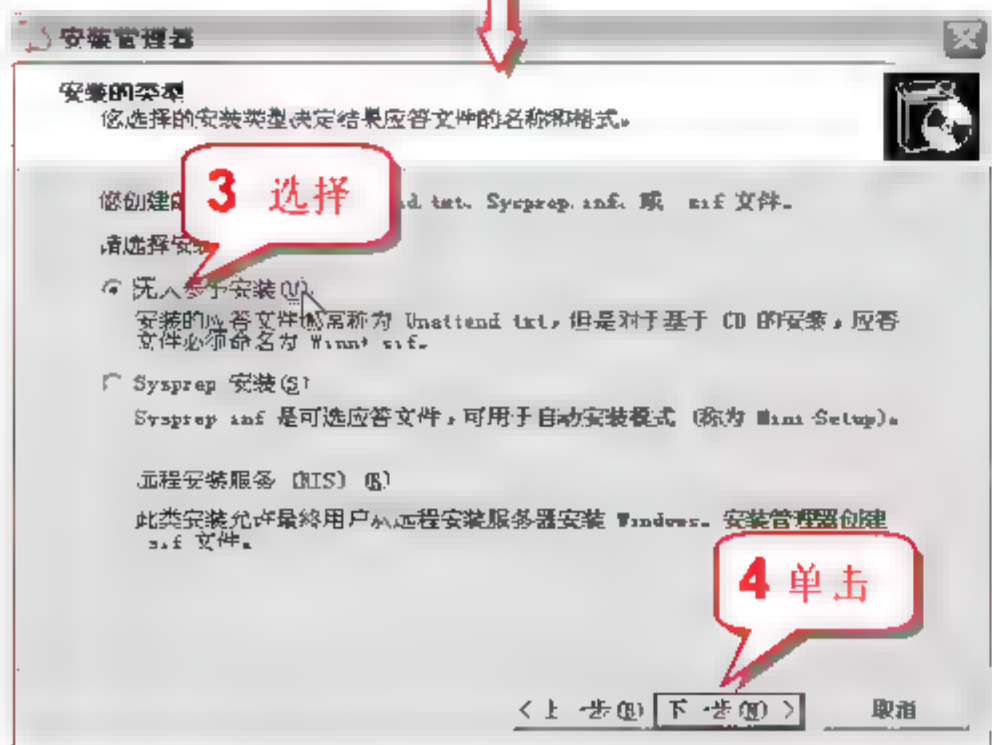 安装管理器
安装的类型
您选择的安装类型决定结果应答文件的名称和格式。
您创建 d txt、Sysprep.inf、或 sif 文件。
请选择安装
3 选择
无人参予安装(U)
安装的应答文件通常称为 Unattend txt，但是对于基于 CD 的安装，应答
文件必须命名为 Winnt sif。
Sysprep 安装(S)
Sysprep inf 是可选应答文件，可用于自动安装模式 (称为 Mini-Setup)。
远程安装服务 (RIS) (R)
此类安装允许最终用户从远程安装服务器安装 Windows。安装管理器创建
sif 文件。
4 单击
< 上一步(B) 下一步(N) > 取消